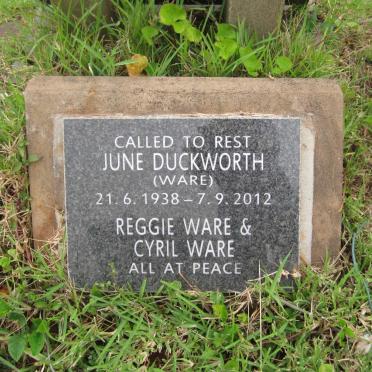 CALLED TO REST
JUNE DUCKWORTH
(WARE)
21. 6. 1938 – 7. 9. 2012
REGGIE WARE &
CYRIL WARE
ALL AT PEACE